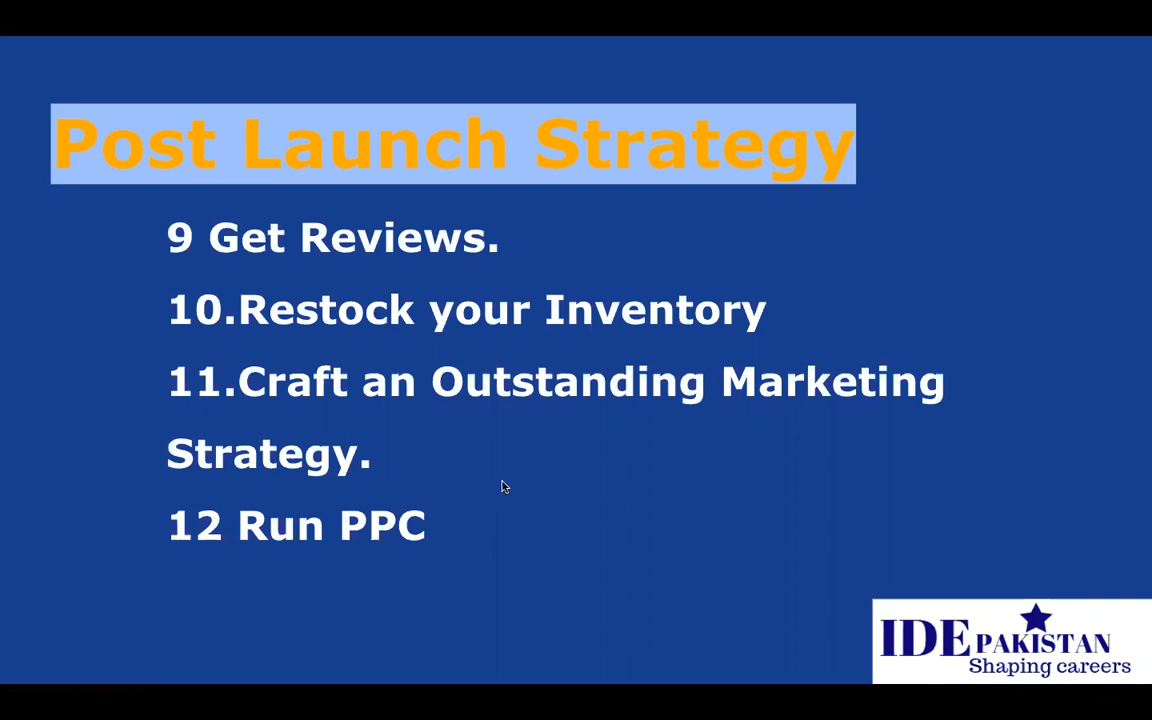 Post Launch Strategy
9 Get Reviews.
10.Restock your Inventory
11.Craft an Outstanding Marketing
Strategy.
12 Run PPC
IDE PAKISTAN
Shaping careers